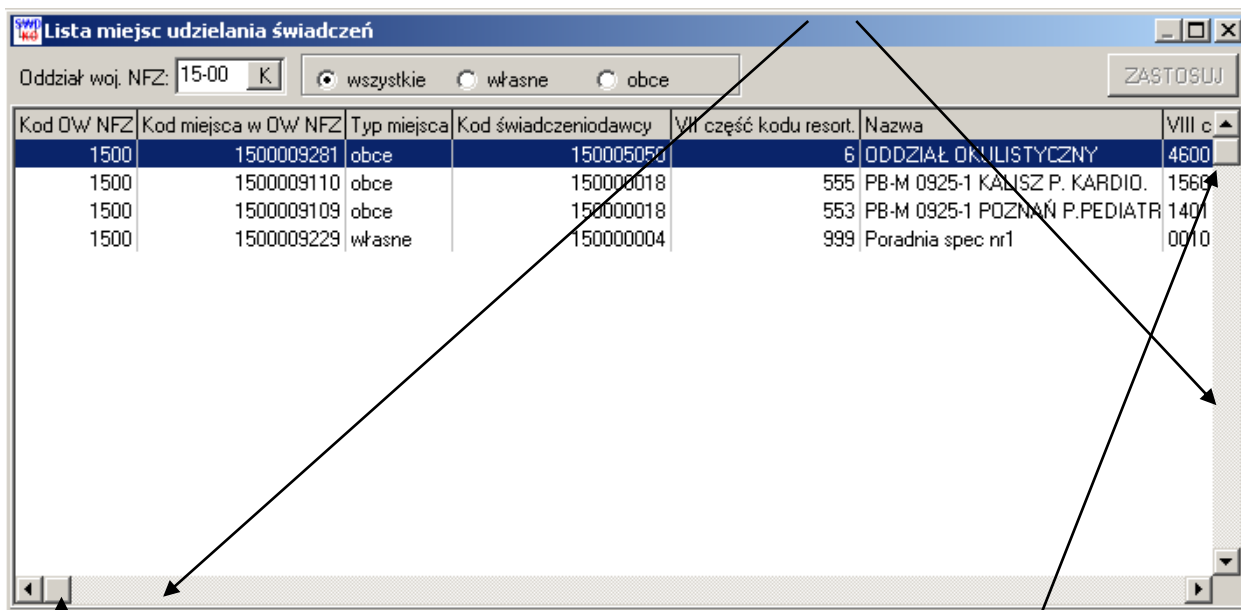 SWD KO Lista miejsc udzielania świadczeń
Oddział woj. NFZ: 15-00 K wszystkie własne obce ZASTOSUJ
Kod OW NFZ Kod miejsca w OW NFZ Typ miejsca Kod świadczeniodawcy VII część kodu resort. Nazwa VIII c
1500 1500009281 obce 150005050 6 ODDZIAŁ OKULISTYCZNY 4600
1500 1500009110 obce 150000018 555 PB-M 0925-1 KALISZ P. KARDIO. 1560
1500 1500009109 obce 150000018 553 PB-M 0925-1 POZNAŃ P.PEDIATR 1401
1500 1500009229 własne 150000004 999 Poradnia spec nr1 0010